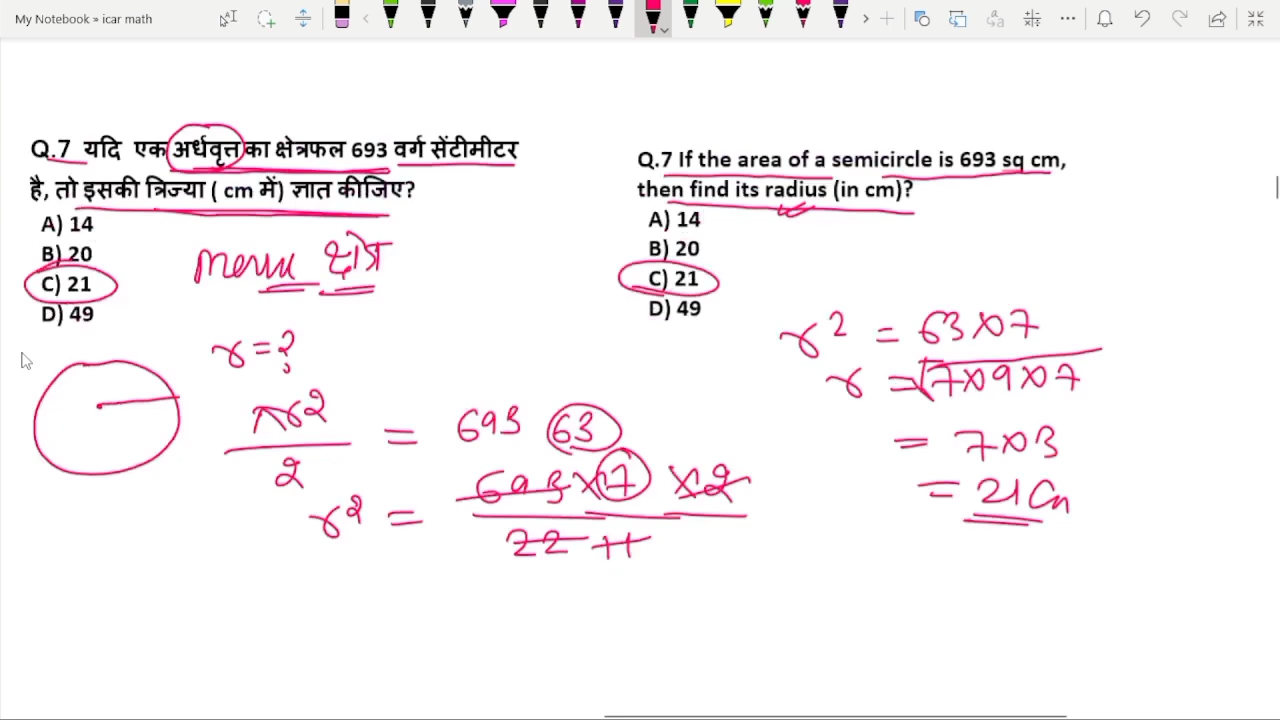 My Notebook » icar math
Q.7 यदि एक अर्धवृत्त का क्षेत्रफल 693 वर्ग सेंटीमीटर
है, तो इसकी त्रिज्या ( cm में) ज्ञात कीजिए?
A) 14
B) 20
C) 21
D) 49
क्षेत्र
r = ?
πr2
2
= 693
63
r2 =
693 × 7 × 2
22 11
Q.7 If the area of a semicircle is 693 sq cm,
then find its radius (in cm)?
A) 14
B) 20
C) 21
D) 49
r2 = 63×7
r = √7×9×7
= 7×3
= 21 Cm